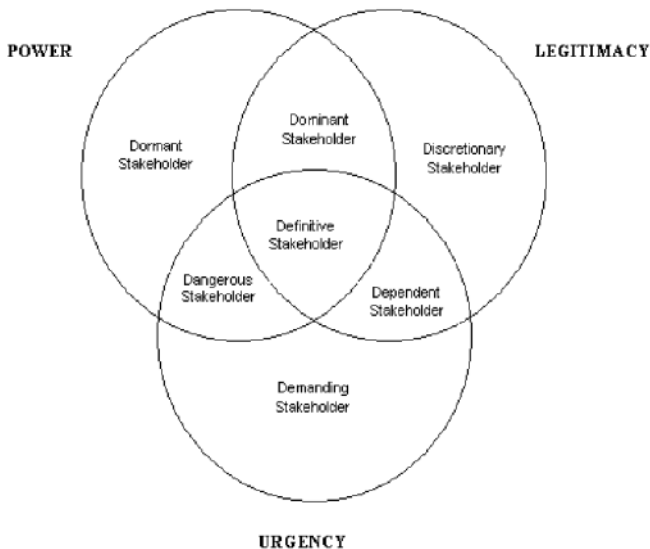 POWER
LEGITIMACY
Dominant
Stakeholder
Dormant
Stakeholder
Discretionary
Stakeholder
Definitive
Stakeholder
Dangerous
Stakeholder
Dependent
Stakeholder
Demanding
Stakeholder
URGENCY